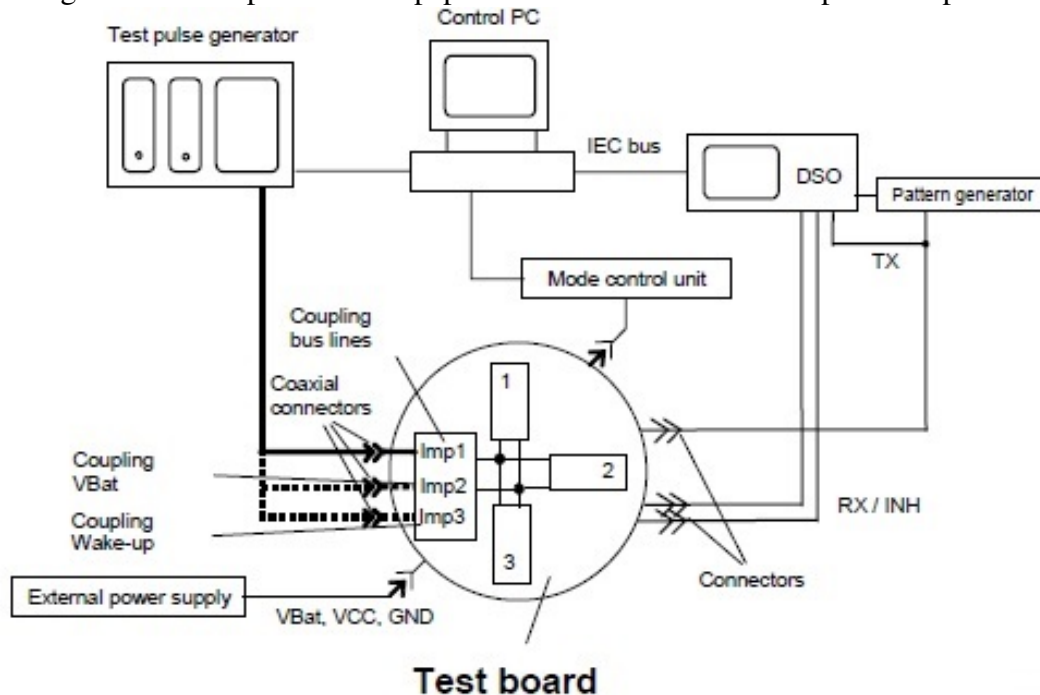 Control PC
Test pulse generator
IEC bus
DSO
Pattern generator
TX
Mode control unit
Coupling
bus lines
Coaxial
connectors
1
Imp1
Coupling
VBat
Imp2
2
Imp3
RX / INH
Coupling
Wake-up
3
Connectors
External power supply
VBat, VCC, GND
Test board